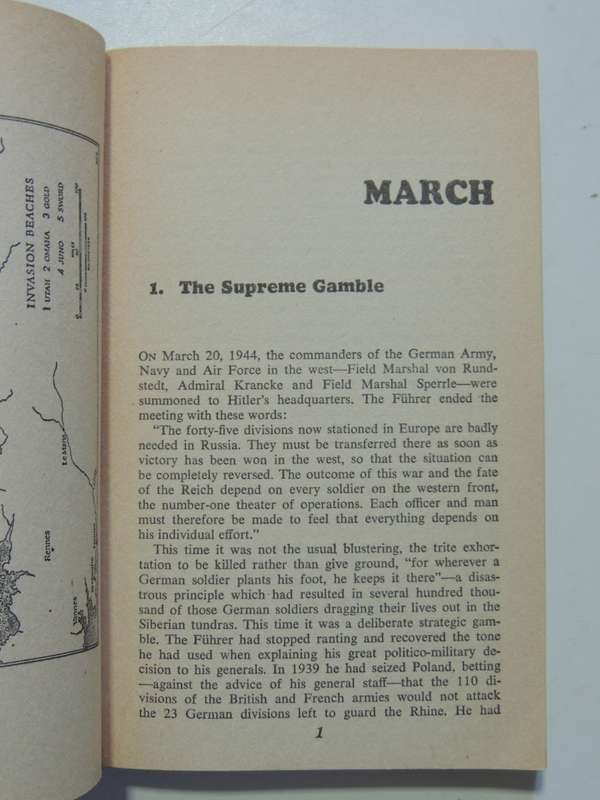 INVASION BEACHES
1 UTAH 2 OMAHA 3 GOLD
4 JUNO 5 SWORD
Rennes
Vannes
MARCH
1. The Supreme Gamble
ON March 20, 1944, the commanders of the German Army,
Navy and Air Force in the west—Field Marshal von Rund-
stedt, Admiral Krancke and Field Marshal Sperrle—were
summoned to Hitler's headquarters. The Führer ended the
meeting with these words:
"The forty-five divisions now stationed in Europe are badly
needed in Russia. They must be transferred there as soon as
victory has been won in the west, so that the situation can
be completely reversed. The outcome of this war and the fate
of the Reich depend on every soldier on the western front,
the number-one theater of operations. Each officer and man
must therefore be made to feel that everything depends on
his individual effort."
This time it was not the usual blustering, the trite exhor-
tation to be killed rather than give ground, "for wherever a
German soldier plants his foot, he keeps it there"—a disas-
trous principle which had resulted in several hundred thou-
sand of those German soldiers dragging their lives out in the
Siberian tundras. This time it was a deliberate strategic gam-
ble. The Führer had stopped ranting and recovered the tone
he had used when explaining his great politico-military de-
cision to his generals. In 1939 he had seized Poland, betting
—against the advice of his general staff—that the 110 di-
visions of the British and French armies would not attack
the 23 German divisions left to guard the Rhine. He had
1